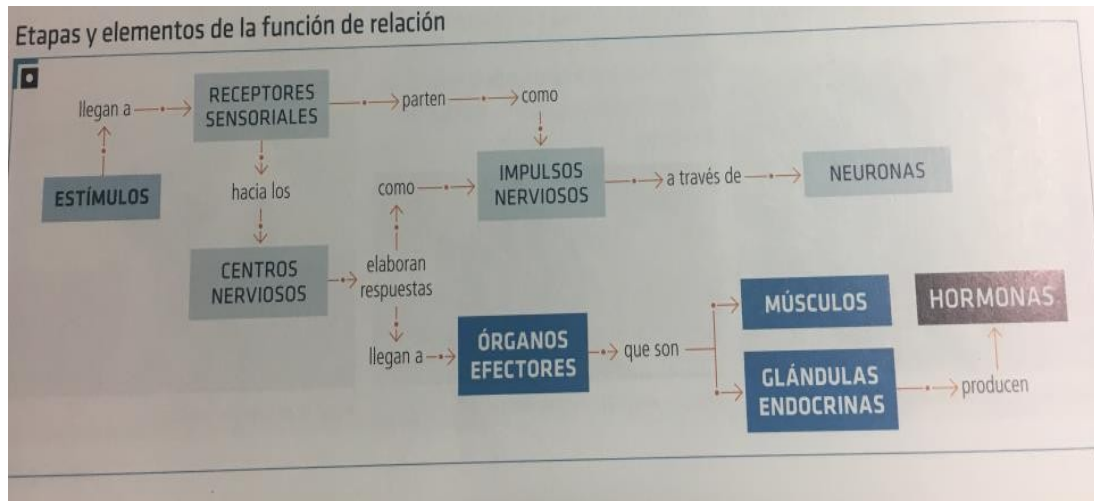 Etapas y elementos de la función de relación
llegan a
RECEPTORES
SENSORIALES
parten
como
ESTÍMULOS
hacia los
como
IMPULSOS
NERVIOSOS
a través de
NEURONAS
CENTROS
NERVIOSOS
elaboran
respuestas
llegan a
ÓRGANOS
EFECTORES
que son
MÚSCULOS
HORMONAS
GLÁNDULAS
ENDOCRINAS
producen